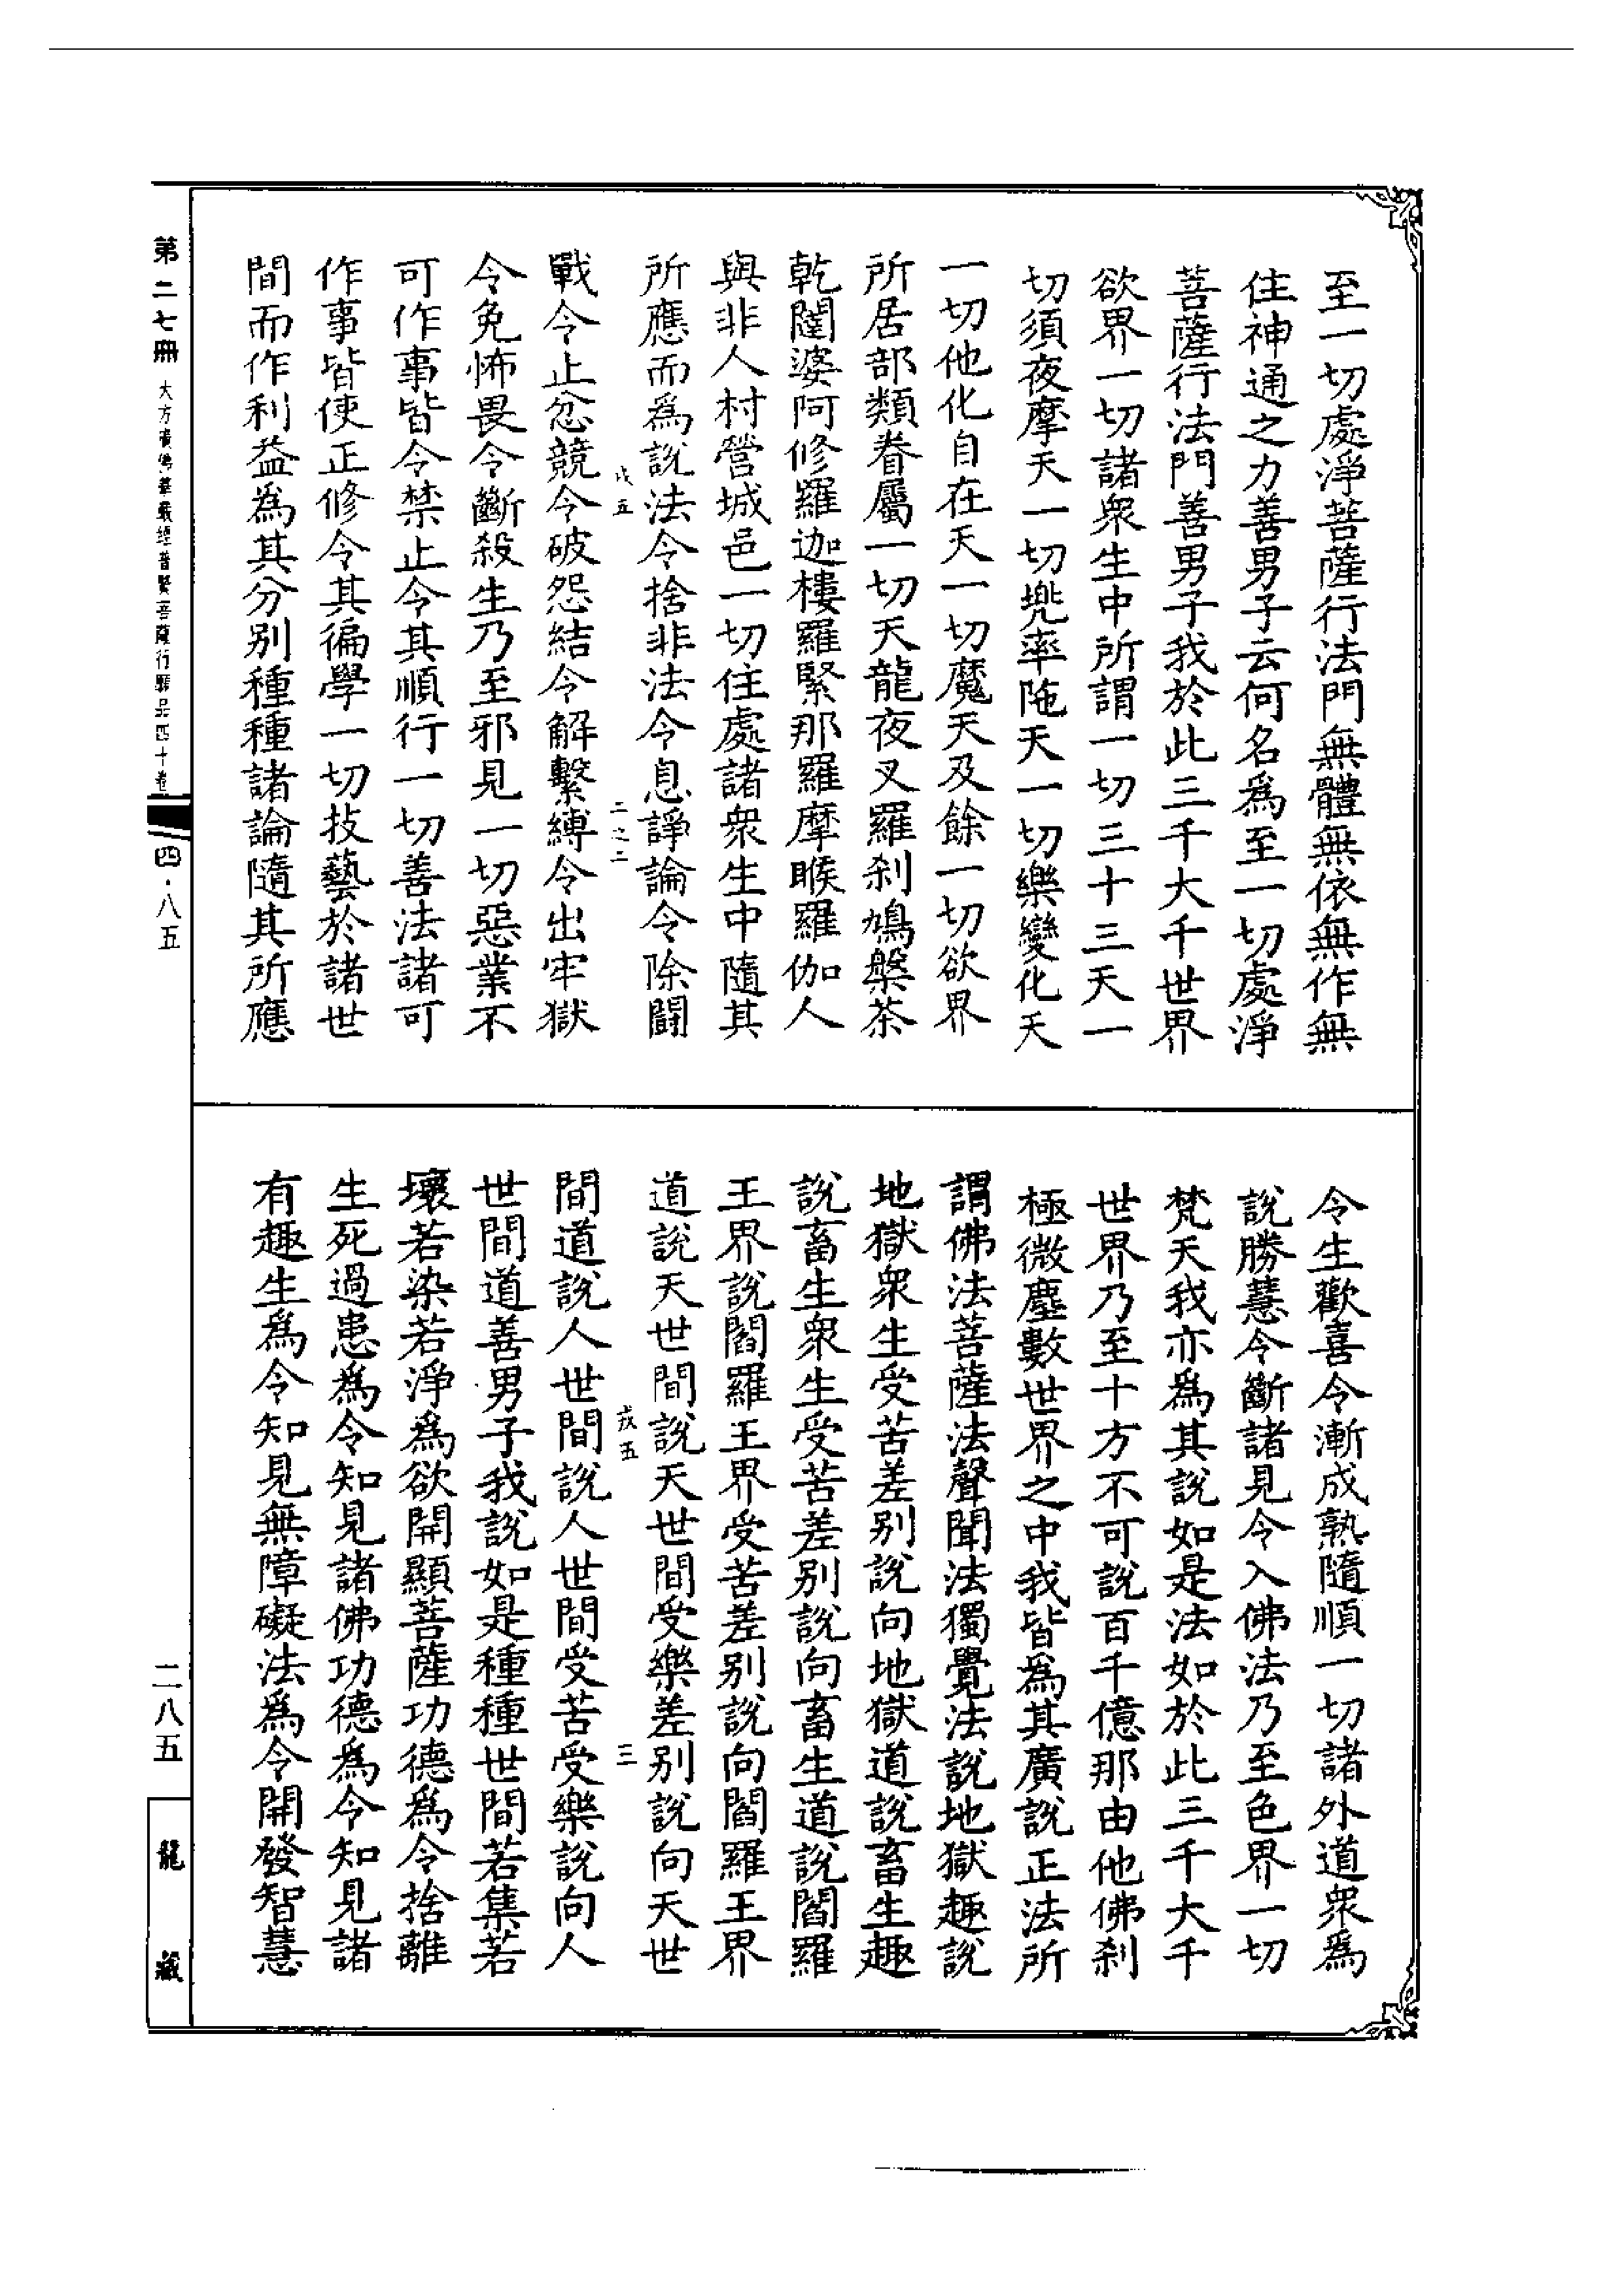 至一切處淨菩薩行法門無體無依無作無
住神通之力善男子云何名爲至一切處淨
菩薩行法門善男子我於此三千大千世界
欲界一切諸衆生中所謂一切三十三天一
切須夜摩天一切兠率陁天一切樂變化天
一切他化自在天一切魔天及餘一切欲界
所居部類眷屬一切天龍夜叉羅刹鳩槃茶
乾闥婆阿修羅迦樓羅緊那羅摩睺羅伽人
與非人村營城邑一切住處諸衆生中隨其
所應而爲說法令捨非法令息諍論令除鬬
戊五
二之二
戰令止忿競令破怨結令解繫縛令出牢獄
令免怖畏令斷殺生乃至邪見一切惡業不
可作事皆令禁止令其順行一切善法諸可
作事皆使正修令其徧學一切技藝於諸世
間而作利益爲其分別種種諸論隨其所應
令生歡喜令漸成熟隨順一切諸外道衆爲
說勝慧令斷諸見令入佛法乃至色界一切
梵天我亦爲其說如是法如於此三千大千
世界乃至十方不可說百千億那由他佛刹
極微塵數世界之中我皆爲其廣說正法所
謂佛法菩薩法聲聞法獨覺法說地獄趣說
地獄衆生受苦差別說向地獄道說畜生趣
說畜生衆生受苦差別說向畜生道說閻羅
王界說閻羅王界受苦差別說向閻羅王界
道說天世間說天世間受樂差別說向天世
戊五
三
間道說人世間說人世間受苦受樂說向人
世間道善男子我說如是種種世間若集若
壞若染若淨爲欲開顯菩薩功德爲令捨離
生死過患爲令知見諸佛功德爲令知見諸
有趣生爲令知見無障礙法爲令開發智慧
第二七冊 大方廣佛華嚴經普賢菩薩行願品四十卷
四·八五
二八五
龍藏